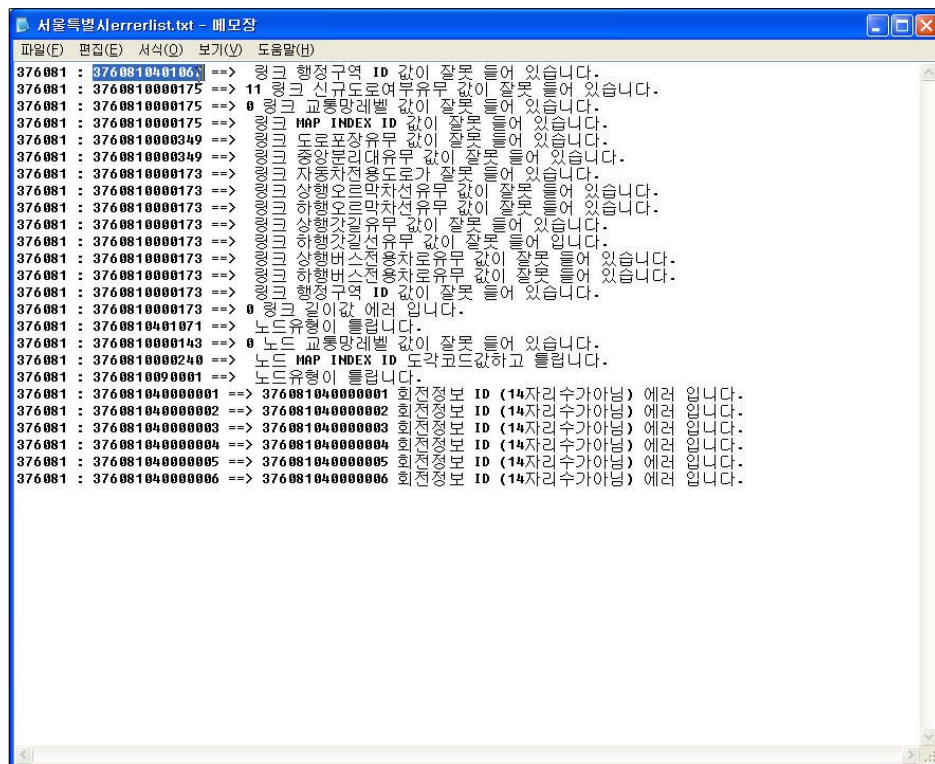 서울특별시errerlist.txt - 메모장
파일(F) 편집(E) 서식(O) 보기(V) 도움말(H)
376081 : 376081040106 ==> 링크 행정구역 ID 값이 잘못 들어 있습니다.
376081 : 3760810000175 ==> 11 링크 신규도로여부유무 값이 잘못 들어 있습니다.
376081 : 3760810000175 ==> 0 링크 교통망레벨 값이 잘못 들어 있습니다.
376081 : 3760810000175 ==> 링크 MAP INDEX ID 값이 잘못 들어 있습니다.
376081 : 3760810000349 ==> 링크 도로포장유무 값이 잘못 들어 있습니다.
376081 : 3760810000349 ==> 링크 중앙분리대유무 값이 잘못 들어 있습니다.
376081 : 3760810000173 ==> 링크 자동차전용도로가 잘못 들어 있습니다.
376081 : 3760810000173 ==> 링크 상행오르막차선유무 값이 잘못 들어 있습니다.
376081 : 3760810000173 ==> 링크 하행오르막차선유무 값이 잘못 들어 있습니다.
376081 : 3760810000173 ==> 링크 상행갓길유무 값이 잘못 들어 있습니다.
376081 : 3760810000173 ==> 링크 하행갓길선유무 값이 잘못 들어 입니다.
376081 : 3760810000173 ==> 링크 상행버스전용차로유무 값이 잘못 들어 있습니다.
376081 : 3760810000173 ==> 링크 하행버스전용차로유무 값이 잘못 들어 있습니다.
376081 : 3760810000173 ==> 링크 행정구역 ID 값이 잘못 들어 있습니다.
376081 : 3760810000173 ==> 0 링크 길이값 에러 입니다.
376081 : 3760810401071 ==> 노드유형이 틀립니다.
376081 : 3760810000143 ==> 0 노드 교통망레벨 값이 잘못 들어 있습니다.
376081 : 3760810000240 ==> 노드 MAP INDEX ID 도각코드값하고 틀립니다.
376081 : 3760810090001 ==> 노드유형이 틀립니다.
376081 : 376081040000001 ==> 376081040000001 회전정보 ID (14자리수가아님) 에러 입니다.
376081 : 376081040000002 ==> 376081040000002 회전정보 ID (14자리수가아님) 에러 입니다.
376081 : 376081040000003 ==> 376081040000003 회전정보 ID (14자리수가아님) 에러 입니다.
376081 : 376081040000004 ==> 376081040000004 회전정보 ID (14자리수가아님) 에러 입니다.
376081 : 376081040000005 ==> 376081040000005 회전정보 ID (14자리수가아님) 에러 입니다.
376081 : 376081040000006 ==> 376081040000006 회전정보 ID (14자리수가아님) 에러 입니다.